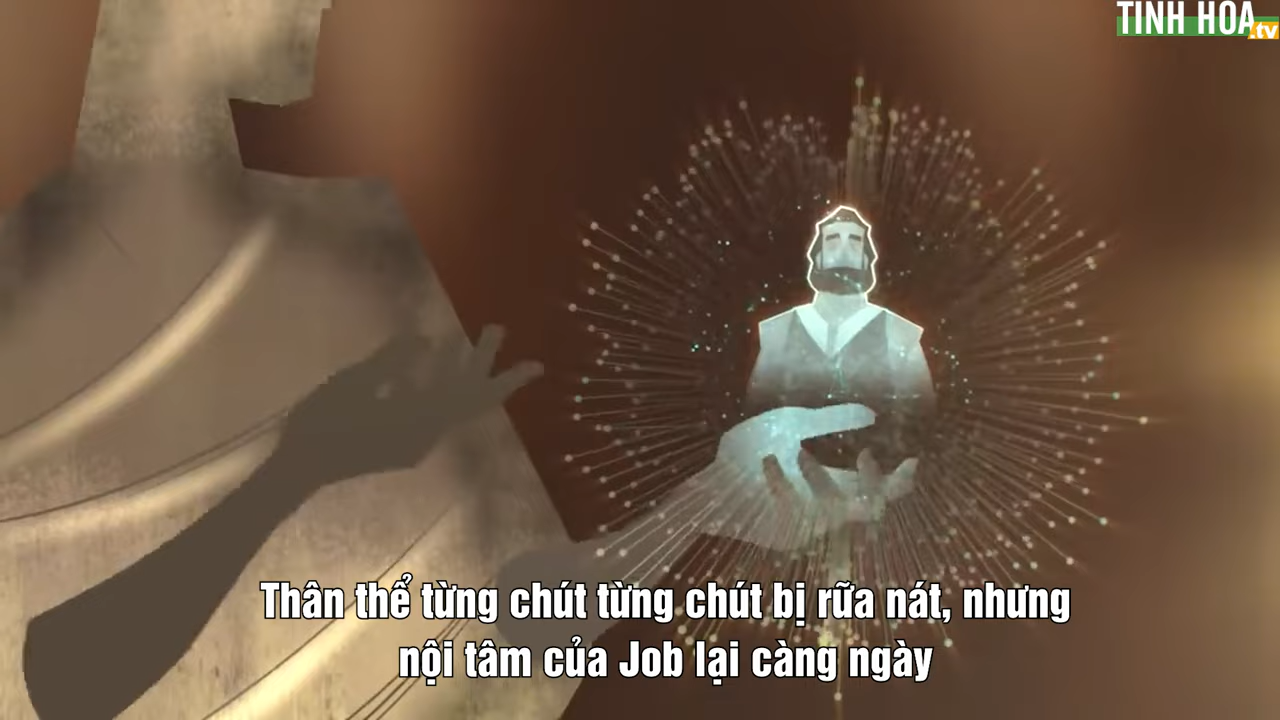 TINH HOA
.tv
Thân thể từng chút từng chút bị rữa nát, nhưng
nội tâm của Job lại càng ngày